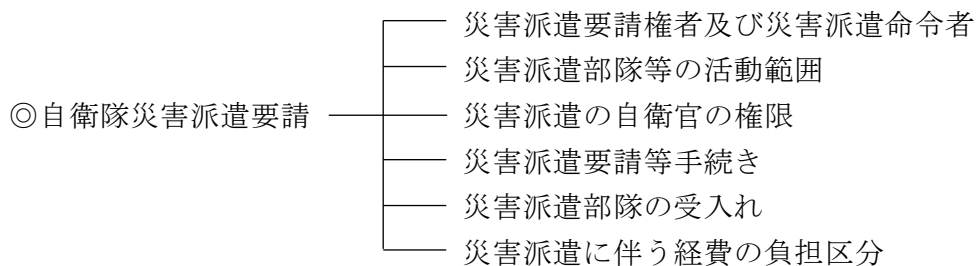 災害派遣要請権者及び災害派遣命令者
災害派遣部隊等の活動範囲
◎自衛隊災害派遣要請
災害派遣の自衛官の権限
災害派遣要請等手続き
災害派遣部隊の受入れ
災害派遣に伴う経費の負担区分